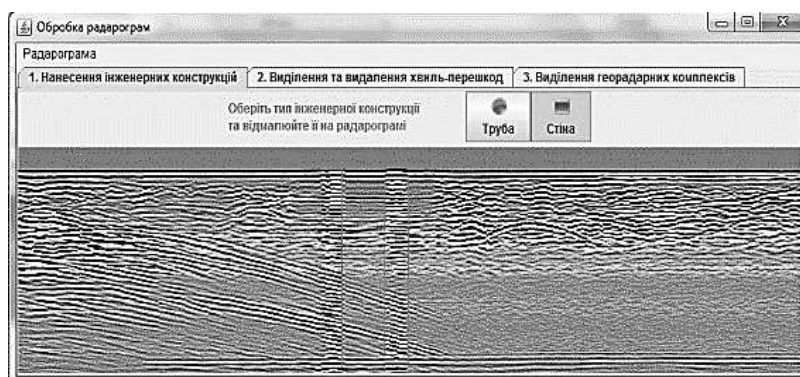 Обробка радарограм
Радарограма
1. Нанесення інженерних конструкцій 2. Виділення та видалення хвиль-перешкод 3. Виділення георадарних комплексів
Оберіть тип інженерної конструкції
та відмалюйте її на радарограмі
Труба Стіна